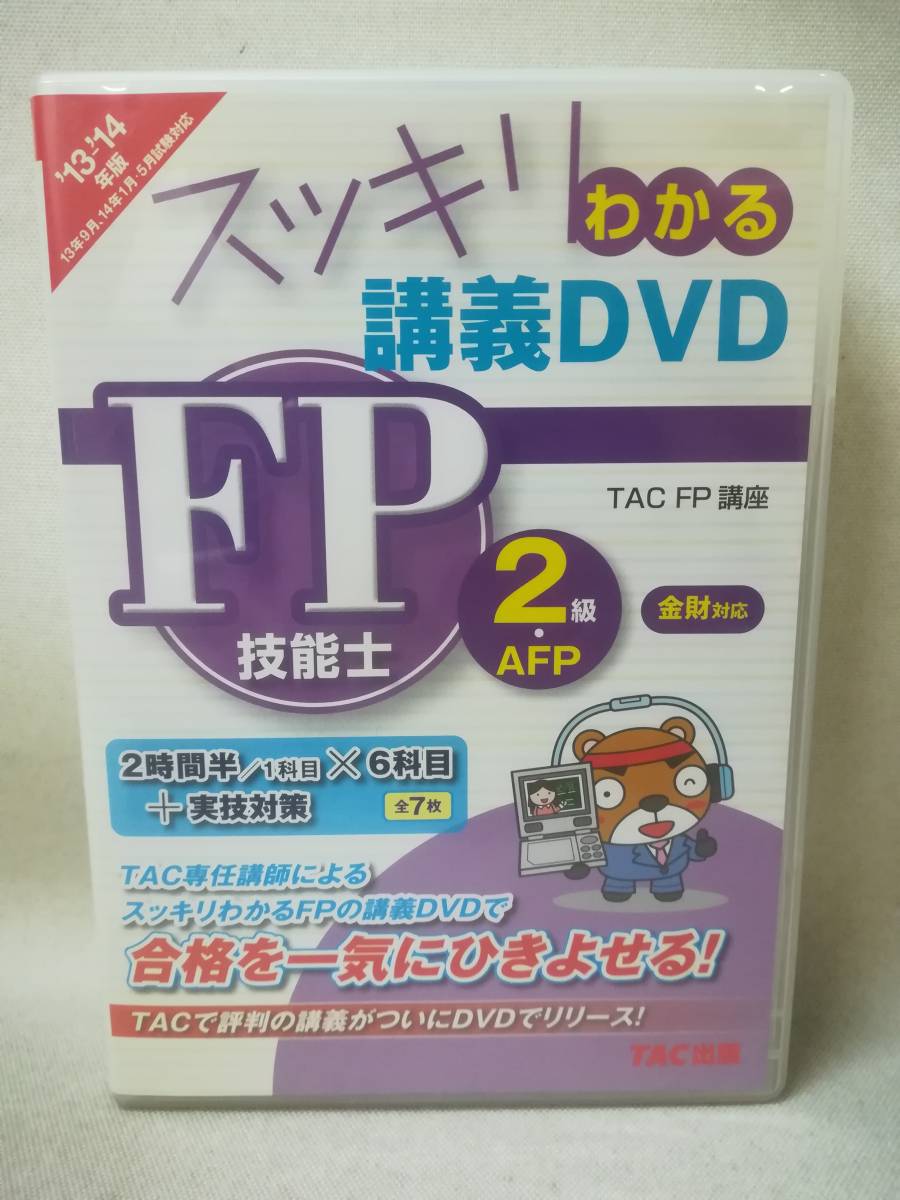 '13-'14
年版
13年9月、14年1月・5月試験対応
スッキリ
わかる
講義DVD
FP
技能士
TAC FP 講座
2級
・
AFP
金財対応
2時間半／1科目×6科目
＋実技対策
全7枚
TAC専任講師による
スッキリわかるFPの講義DVDで
合格を一気にひきよせる!
TACで評判の講義がついにDVDでリリース!
TAC出版